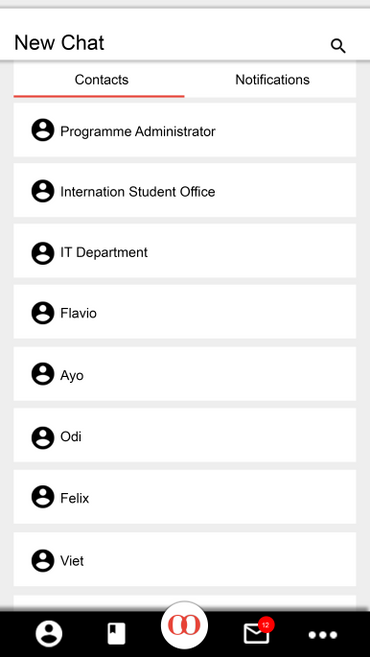 New Chat
Contacts
Notifications
Programme Administrator
Internation Student Office
IT Department
Flavio
Ayo
Odi
Felix
Viet
12